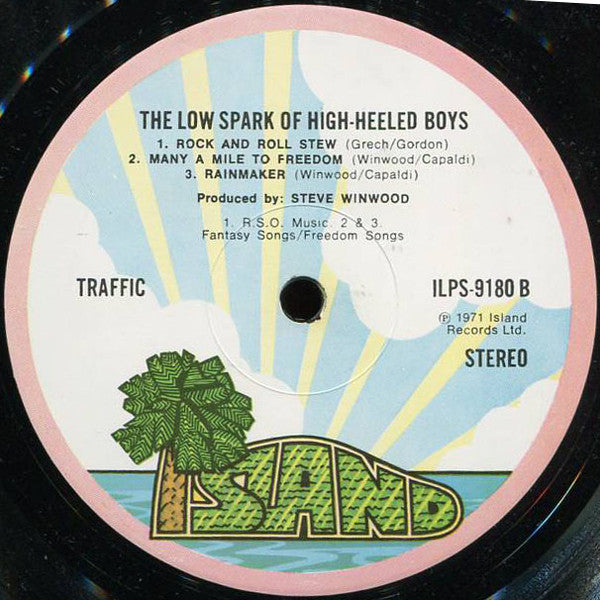 THE LOW SPARK OF HIGH-HEELED BOYS
1. ROCK AND ROLL STEW (Grech/Gordon)
2. MANY A MILE TO FREEDOM (Winwood/Capaldi)
3. RAINMAKER (Winwood/Capaldi)
Produced by: STEVE WINWOOD
1. R.S.O. Music. 2 & 3.
Fantasy Songs/Freedom Songs
TRAFFIC
ILPS-9180 B
℗ 1971 Island
Records Ltd.
STEREO
ISLAND